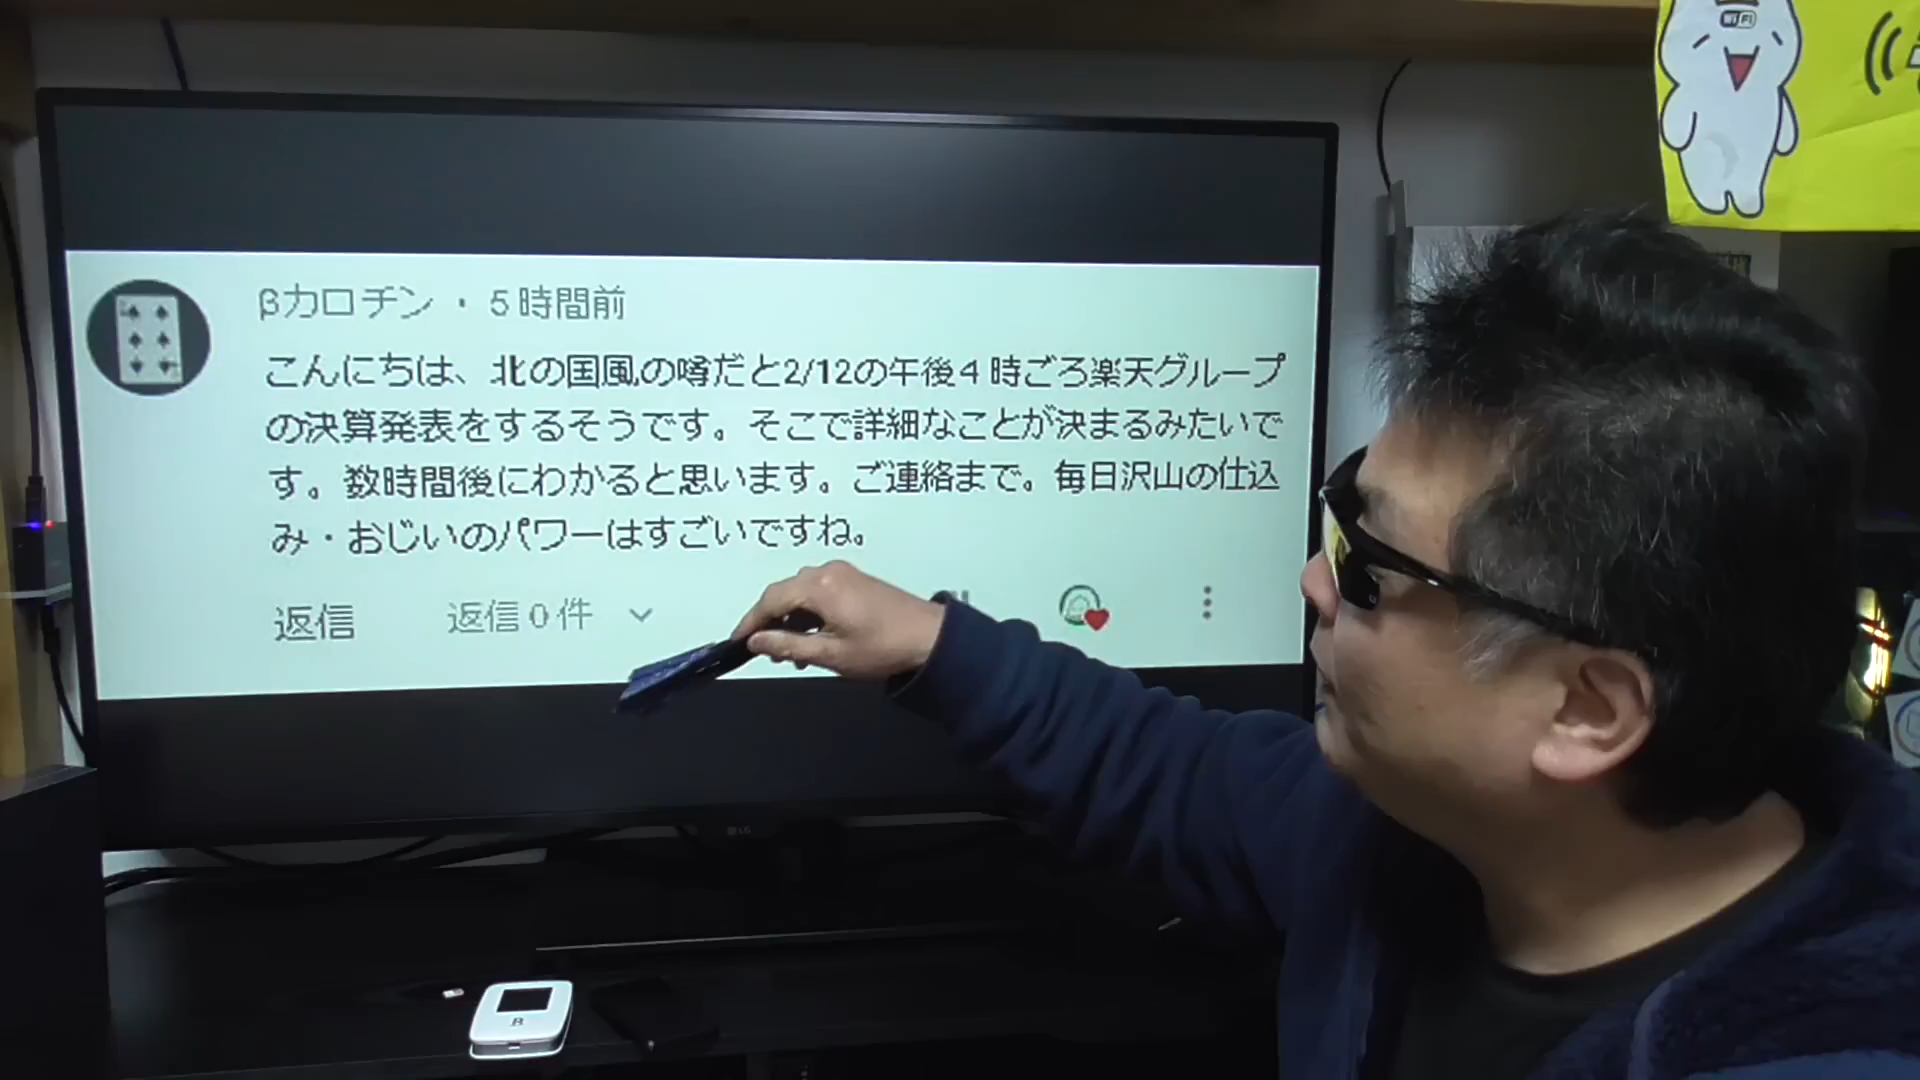 WiFi
βカロチン・5時間前
こんにちは、北の国風の噂だと2/12の午後4時ごろ楽天グループ
の決算発表をするそうです。そこで詳細なことが決まるみたいで
す。数時間後にわかると思います。ご連絡まで。毎日沢山の仕込
み・おじいのパワーはすごいですね。
返信 返信0件
LG